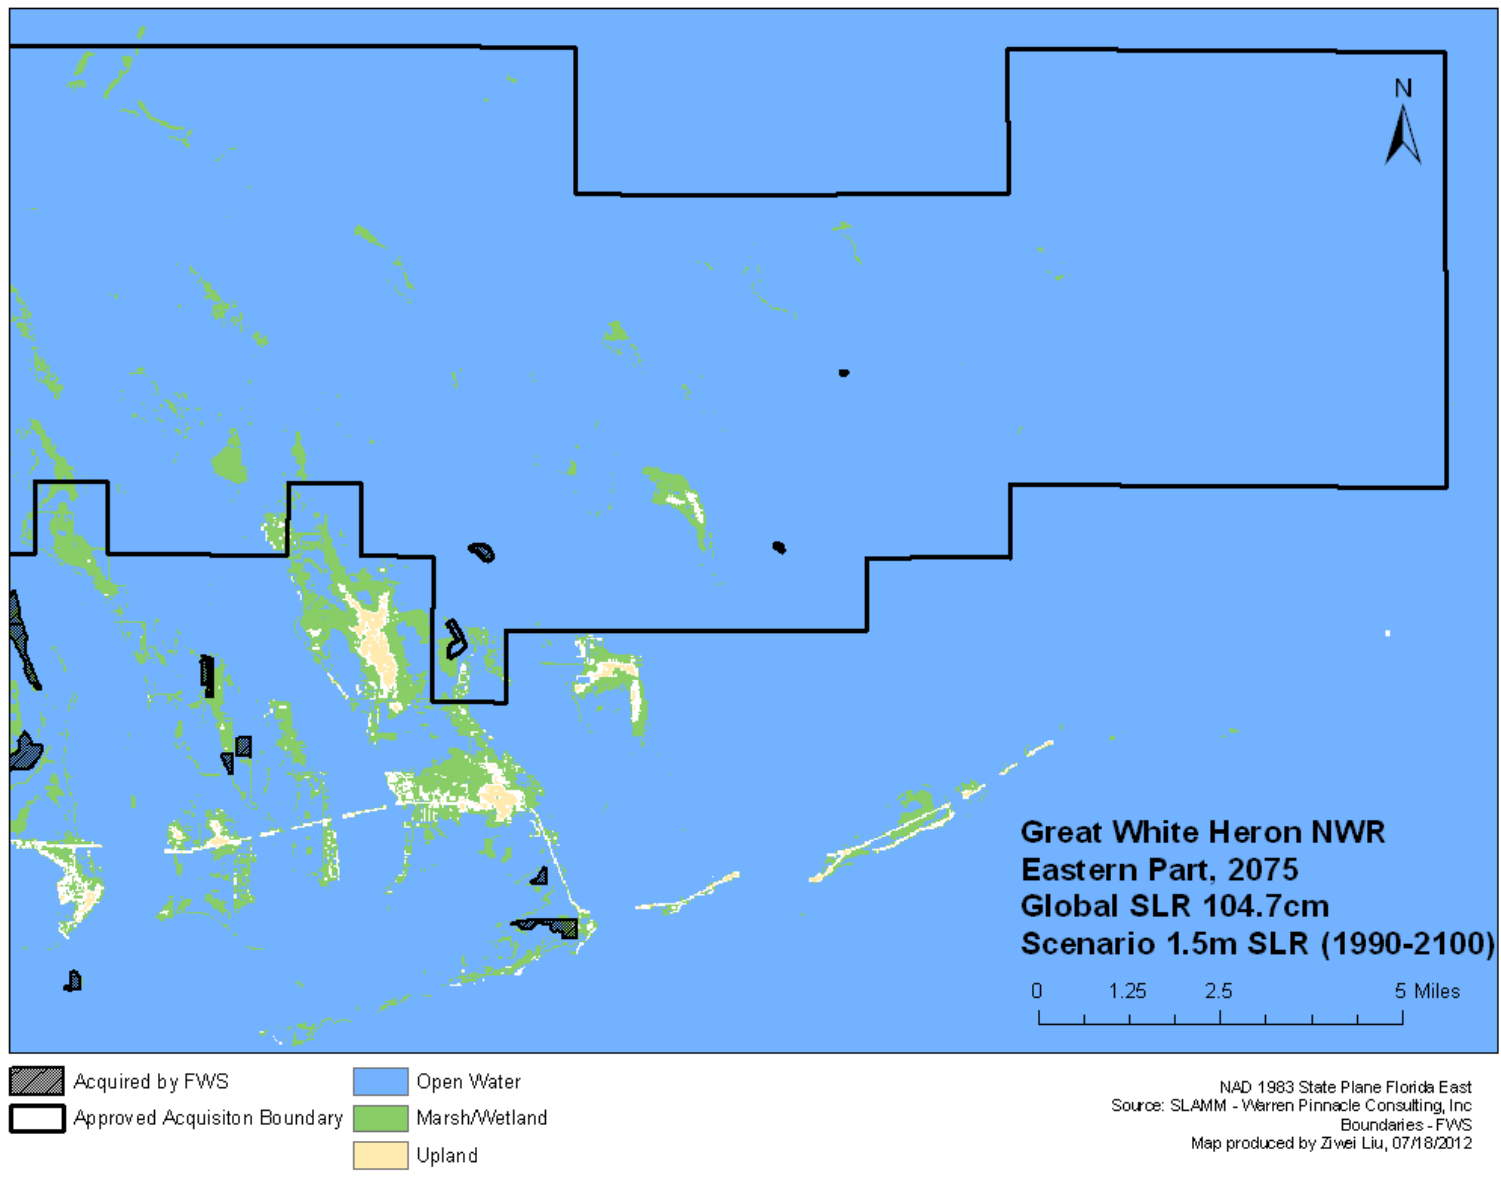 N
Great White Heron NWR
Eastern Part, 2075
Global SLR 104.7cm
Scenario 1.5m SLR (1990-2100)
0 1.25 2.5 5 Miles
Acquired by FWS
Approved Acquisiton Boundary
Open Water
Marsh/Wetland
Upland
NAD 1983 State Plane Florida East
Source: SLAMM - Warren Pinnacle Consulting, Inc
Boundaries - FWS
Map produced by Ziwei Liu, 07/18/2012